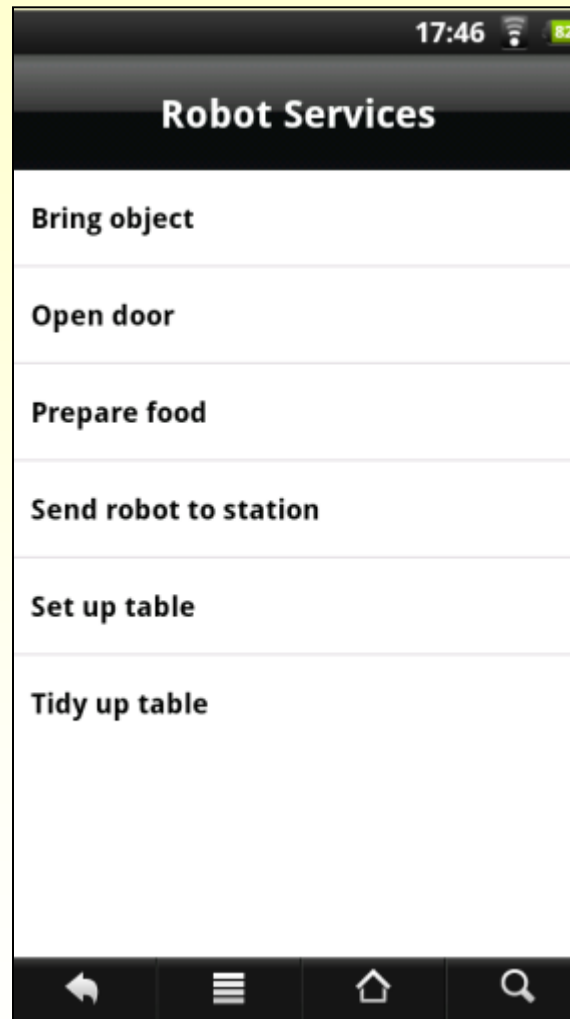 17:46 82
Robot Services
Bring object
Open door
Prepare food
Send robot to station
Set up table
Tidy up table